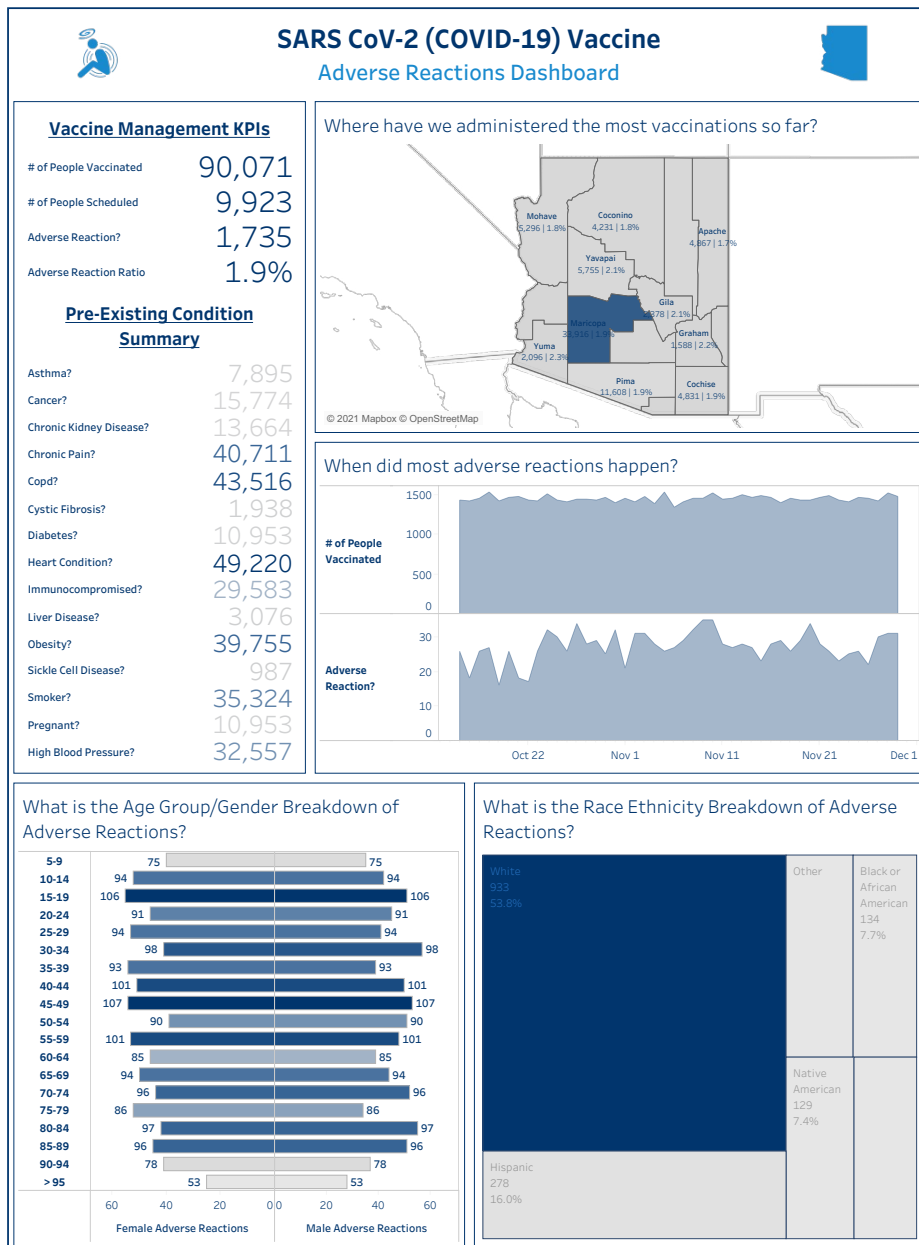 SARS CoV-2 (COVID-19) Vaccine
Adverse Reactions Dashboard
Vaccine Management KPIs
# of People Vaccinated 90,071
# of People Scheduled 9,923
Adverse Reaction? 1,735
Adverse Reaction Ratio 1.9%
Pre-Existing Condition
Summary
Asthma? 7,895
Cancer? 15,774
Chronic Kidney Disease? 13,664
Chronic Pain? 40,711
Copd? 43,516
Cystic Fibrosis? 1,938
Diabetes? 10,953
Heart Condition? 49,220
Immunocompromised? 29,583
Liver Disease? 3,076
Obesity? 39,755
Sickle Cell Disease? 987
Smoker? 35,324
Pregnant? 10,953
High Blood Pressure? 32,557
Where have we administered the most vaccinations so far?
Mohave
5,296 | 1.8%
Coconino
4,231 | 1.8%
Apache
4,867 | 1.7%
Yavapai
5,755 | 2.1%
Gila
| 2.1%
Maricopa
Graham
1,588 | 2.2%
Yuma
2,096 | 2.3%
Pima
11,608 | 1.9%
Cochise
4,831 | 1.9%
© 2021 Mapbox © OpenStreetMap
When did most adverse reactions happen?
# of People
Vaccinated
1500
1000
500
0
Adverse
Reaction?
30
20
10
0
Oct 22 Nov 1 Nov 11 Nov 21 Dec 1
What is the Age Group/Gender Breakdown of
Adverse Reactions?
5-9 75 75
10-14 94 94
15-19 106 106
20-24 91 91
25-29 94 94
30-34 98 98
35-39 93 93
40-44 101 101
45-49 107 107
50-54 90 90
55-59 101 101
60-64 85 85
65-69 94 94
70-74 96 96
75-79 86 86
80-84 97 97
85-89 96 96
90-94 78 78
> 95 53 53
60 40 20 0 0 20 40 60
Female Adverse Reactions Male Adverse Reactions
What is the Race Ethnicity Breakdown of Adverse
Reactions?
White
933
53.8%
Other
Black or
African
American
134
7.7%
Native
American
129
7.4%
Hispanic
278
16.0%